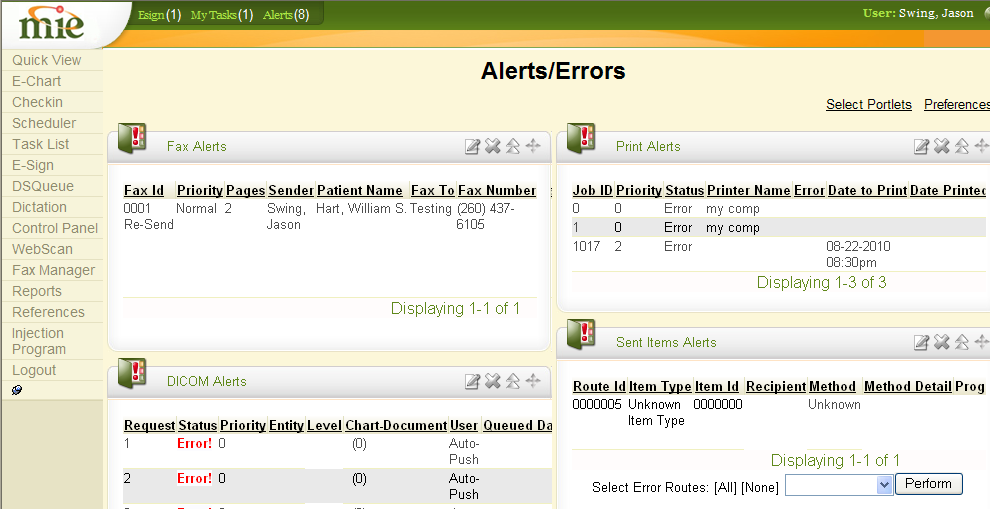 mie
Esign (1) My Tasks (1) Alerts (8)
User: Swing, Jason
Quick View
E-Chart
Checkin
Scheduler
Task List
E-Sign
DSQueue
Dictation
Control Panel
WebScan
Fax Manager
Reports
References
Injection
Program
Logout
Alerts/Errors
Select Portlets Preferences
Fax Alerts
Fax Id Priority Pages Sender Patient Name Fax To Fax Number
0001 Normal 2 Swing, Hart, William S. Testing (260) 437-
Re-Send Jason 6105
Displaying 1-1 of 1
Print Alerts
Job ID Priority Status Printer Name Error Date to Print Date Printed
0 0 Error my comp
1 0 Error my comp
1017 2 Error 08-22-2010
08:30pm
Displaying 1-3 of 3
DICOM Alerts
Request Status Priority Entity Level Chart-Document User Queued Da
1 Error! 0 (0) Auto-
Push
2 Error! 0 (0) Auto-
Push
Sent Items Alerts
Route Id Item Type Item Id Recipient Method Method Detail Prog
0000005 Unknown 0000000 Unknown
Item Type
Displaying 1-1 of 1
Select Error Routes: [All] [None] Perform